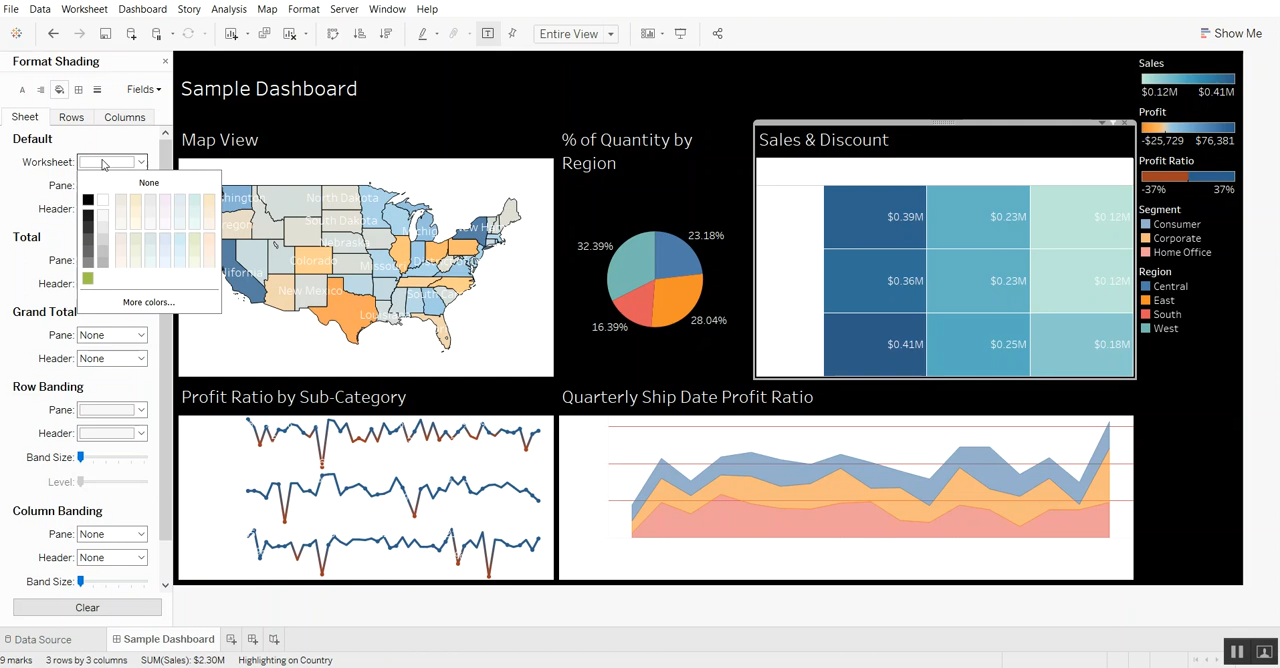 File Data Worksheet Dashboard Story Analysis Map Format Server Window Help
Entire View
Show Me
Format Shading
Fields
Sheet Rows Columns
Default
Worksheet:
None
Pane:
Header:
Total
Pane:
Header:
More colors...
Grand Total
Pane: None
Header: None
Row Banding
Pane:
Header:
Band Size:
Level:
Column Banding
Pane: None
Header: None
Band Size:
Clear
Sample Dashboard
Map View
North Dakota
South Dakota
Nebraska
Colorado
New Mexico
% of Quantity by
Region
23.18%
32.39%
16.39%
28.04%
Sales & Discount
$0.39M $0.23M $0.12M
$0.36M $0.23M $0.12M
$0.41M $0.25M $0.18M
Profit Ratio by Sub-Category
Quarterly Ship Date Profit Ratio
Sales
$0.12M $0.41M
Profit
-$25,729 $76,381
Profit Ratio
-37% 37%
Segment
Consumer
Corporate
Home Office
Region
Central
East
South
West
Data Source
Sample Dashboard
9 marks 3 rows by 3 columns SUM(Sales): $2.30M Highlighting on Country